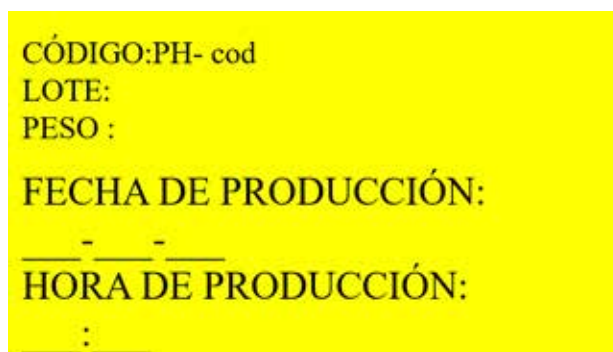 CÓDIGO:PH- cod
LOTE:
PESO :
FECHA DE PRODUCCIÓN:
___-___-___
HORA DE PRODUCCIÓN:
___:___